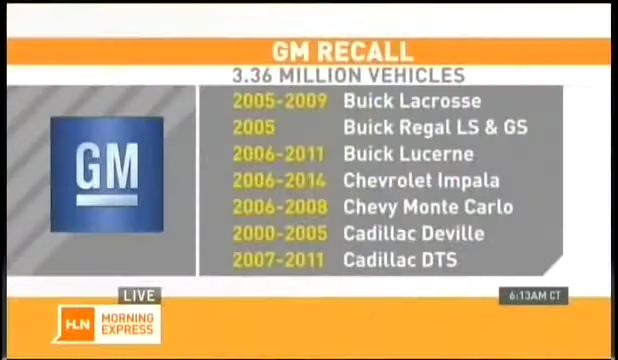 GM RECALL
3.36 MILLION VEHICLES
GM
2005-2009 Buick Lacrosse
2005 Buick Regal LS & GS
2006-2011 Buick Lucerne
2006-2014 Chevrolet Impala
2006-2008 Chevy Monte Carlo
2000-2005 Cadillac Deville
2007-2011 Cadillac DTS
LIVE
6:13AM CT
HLN
MORNING
EXPRESS